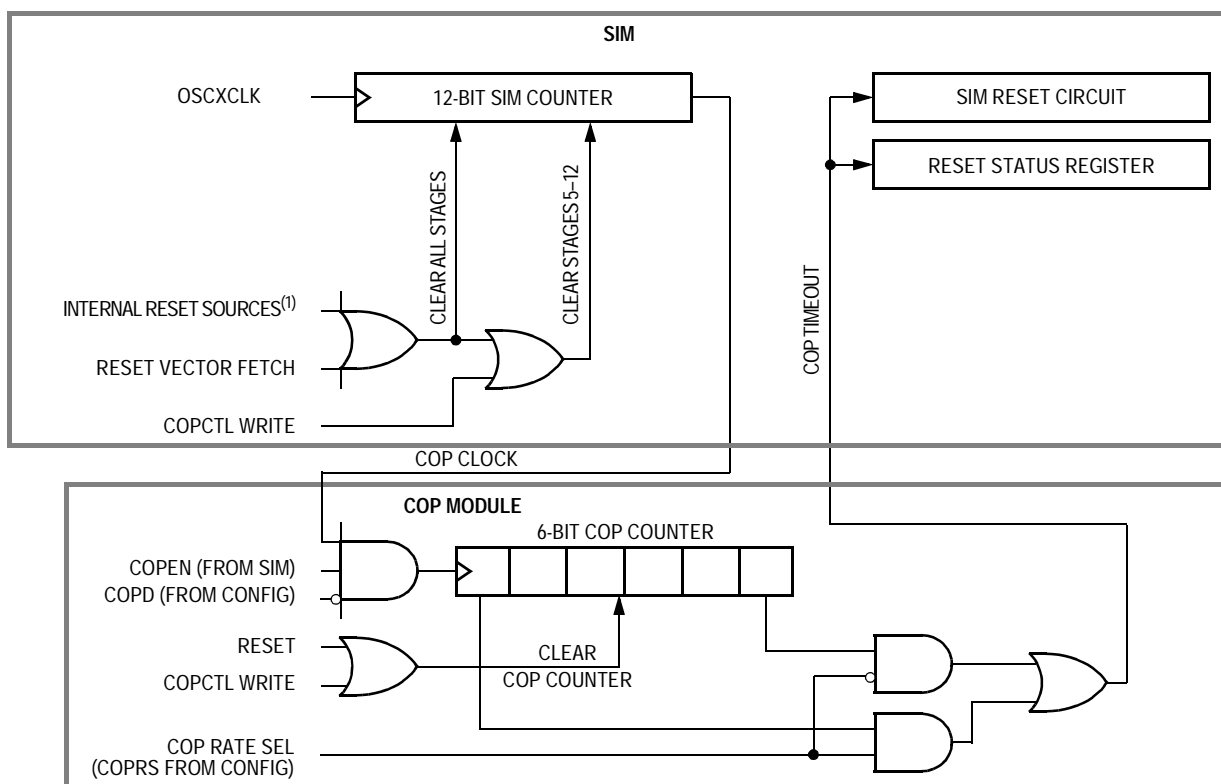 SIM
OSCXCLK
12-BIT SIM COUNTER
SIM RESET CIRCUIT
RESET STATUS REGISTER
CLEAR ALL STAGES
CLEAR STAGES 5–12
COP TIMEOUT
INTERNAL RESET SOURCES(1)
RESET VECTOR FETCH
COPCTL WRITE
COP CLOCK
COP MODULE
6-BIT COP COUNTER
COPEN (FROM SIM)
COPD (FROM CONFIG)
RESET
COPCTL WRITE
CLEAR
COP COUNTER
COP RATE SEL
(COPRS FROM CONFIG)